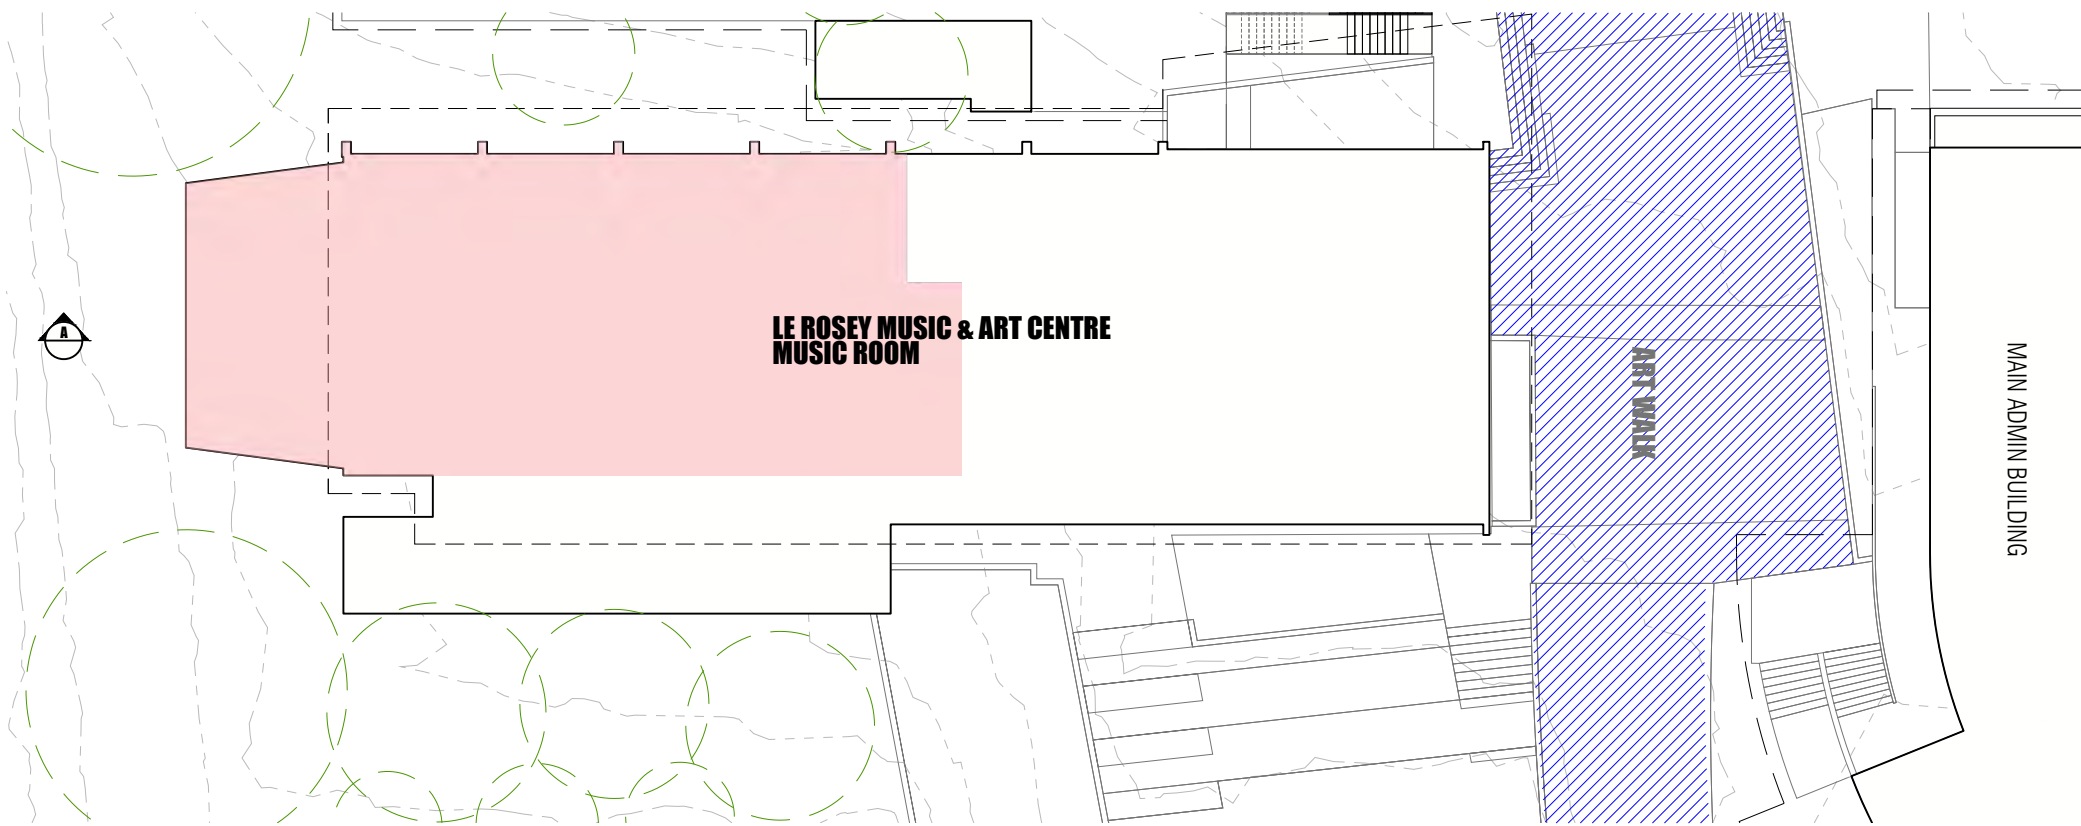 A
LE ROSEY MUSIC & ART CENTRE
MUSIC ROOM
ART WALK
MAIN ADMIN BUILDING